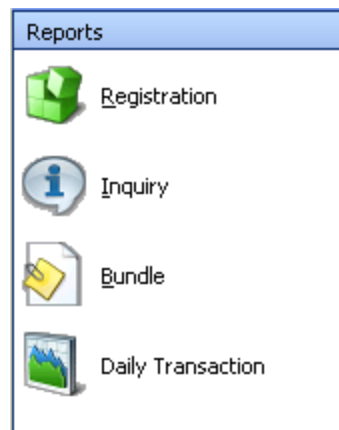 Reports
Registration
Inquiry
Bundle
Daily Transaction